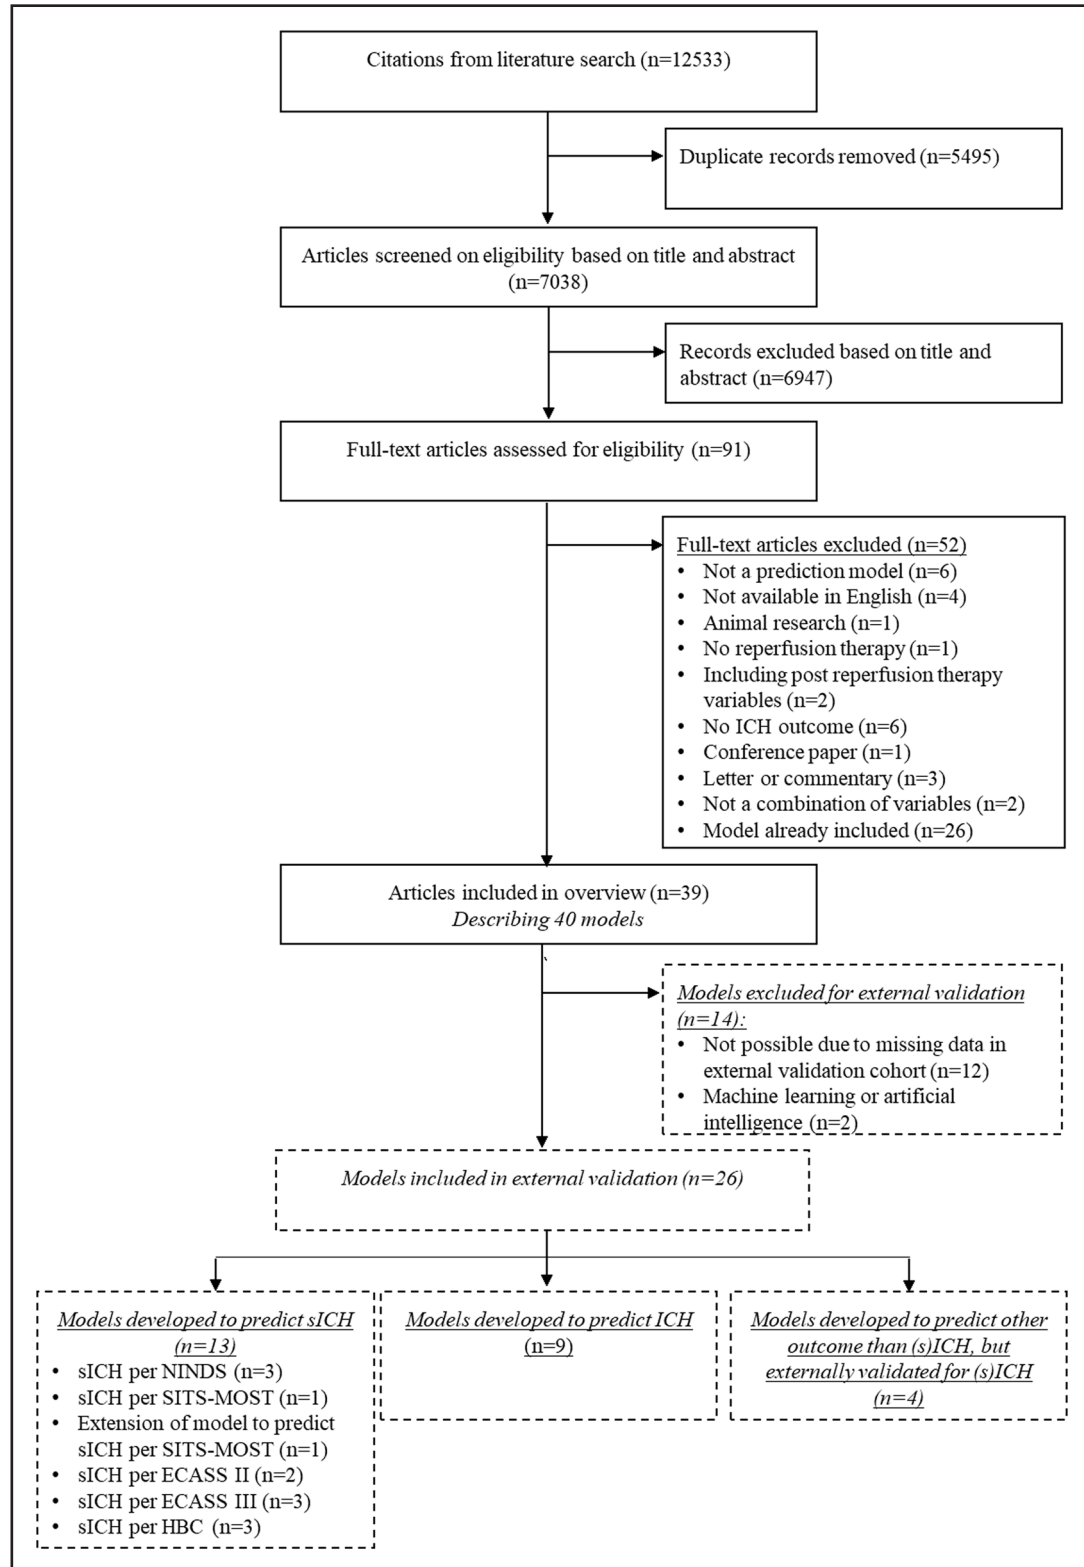 Citations from literature search (n=12533)
Duplicate records removed (n=5495)
Articles screened on eligibility based on title and abstract
(n=7038)
Records excluded based on title and
abstract (n=6947)
Full-text articles assessed for eligibility (n=91)
Full-text articles excluded (n=52)
• Not a prediction model (n=6)
• Not available in English (n=4)
• Animal research (n=1)
• No reperfusion therapy (n=1)
• Including post reperfusion therapy
variables (n=2)
• No ICH outcome (n=6)
• Conference paper (n=1)
• Letter or commentary (n=3)
• Not a combination of variables (n=2)
• Model already included (n=26)
Articles included in overview (n=39)
Describing 40 models
Models excluded for external validation
(n=14):
• Not possible due to missing data in
external validation cohort (n=12)
• Machine learning or artificial
intelligence (n=2)
Models included in external validation (n=26)
Models developed to predict sICH
(n=13)
• sICH per NINDS (n=3)
• sICH per SITS-MOST (n=1)
• Extension of model to predict
sICH per SITS-MOST (n=1)
• sICH per ECASS II (n=2)
• sICH per ECASS III (n=3)
• sICH per HBC (n=3)
Models developed to predict ICH
(n=9)
Models developed to predict other
outcome than (s)ICH, but
externally validated for (s)ICH
(n=4)